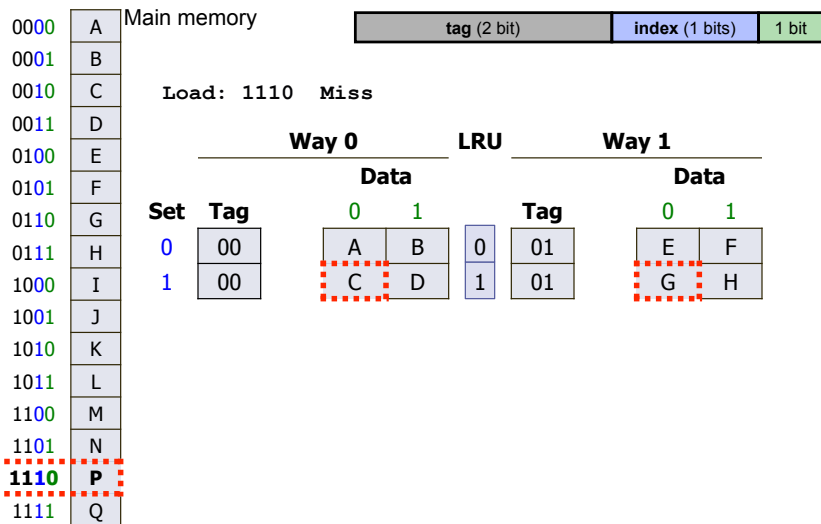 Main memory
tag (2 bit) index (1 bits) 1 bit
0000 A
0001 B
0010 C
0011 D
0100 E
0101 F
0110 G
0111 H
1000 I
1001 J
1010 K
1011 L
1100 M
1101 N
1110 P
1111 Q
Load: 1110 Miss
Way 0 LRU Way 1
Data Data
Set Tag 0 1 Tag 0 1
0 00 A B 0 01 E F
1 00 C D 1 01 G H